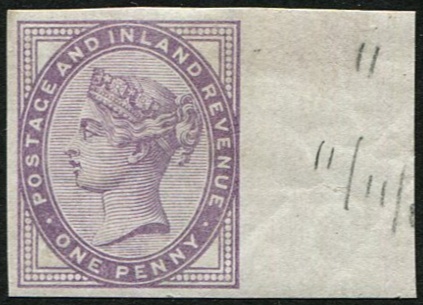 POSTAGE AND INLAND REVENUE
ONE PENNY